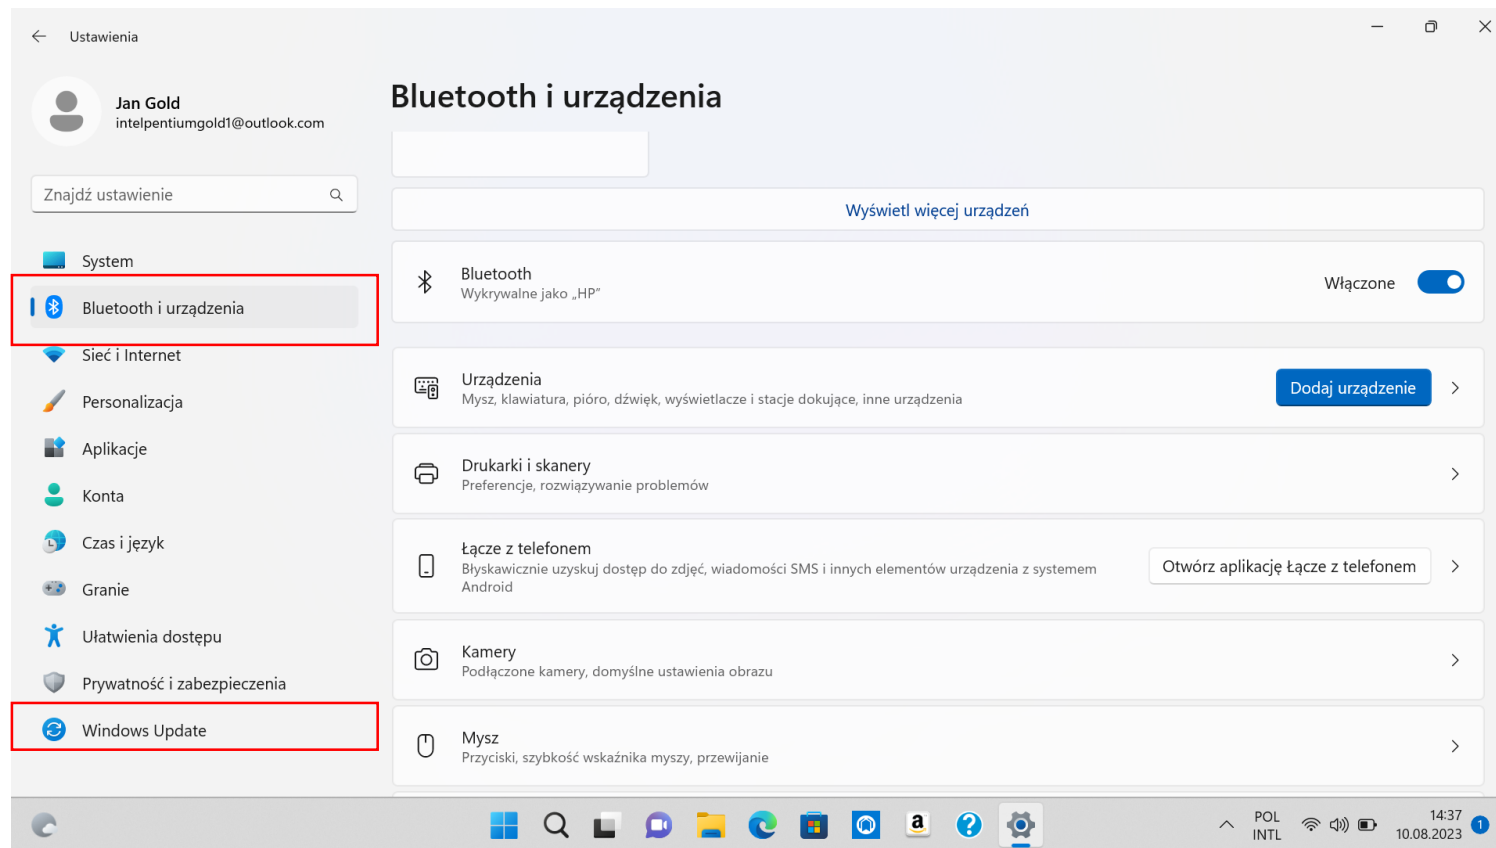 Ustawienia
Jan Gold
intelpentiumgold1@outlook.com
Znajdź ustawienie
System
Bluetooth i urządzenia
Sieć i Internet
Personalizacja
Aplikacje
Konta
Czas i język
Granie
Ułatwienia dostępu
Prywatność i zabezpieczenia
Windows Update
Bluetooth i urządzenia
Wyświetl więcej urządzeń
Bluetooth
Wykrywalne jako „HP”
Włączone
Urządzenia
Mysz, klawiatura, pióro, dźwięk, wyświetlacze i stacje dokujące, inne urządzenia
Dodaj urządzenie
Drukarki i skanery
Preferencje, rozwiązywanie problemów
Łącze z telefonem
Błyskawicznie uzyskuj dostęp do zdjęć, wiadomości SMS i innych elementów urządzenia z systemem
Android
Otwórz aplikację Łącze z telefonem
Kamery
Podłączone kamery, domyślne ustawienia obrazu
Mysz
Przyciski, szybkość wskaźnika myszy, przewijanie
a
?
POL
INTL
14:37
10.08.2023
1